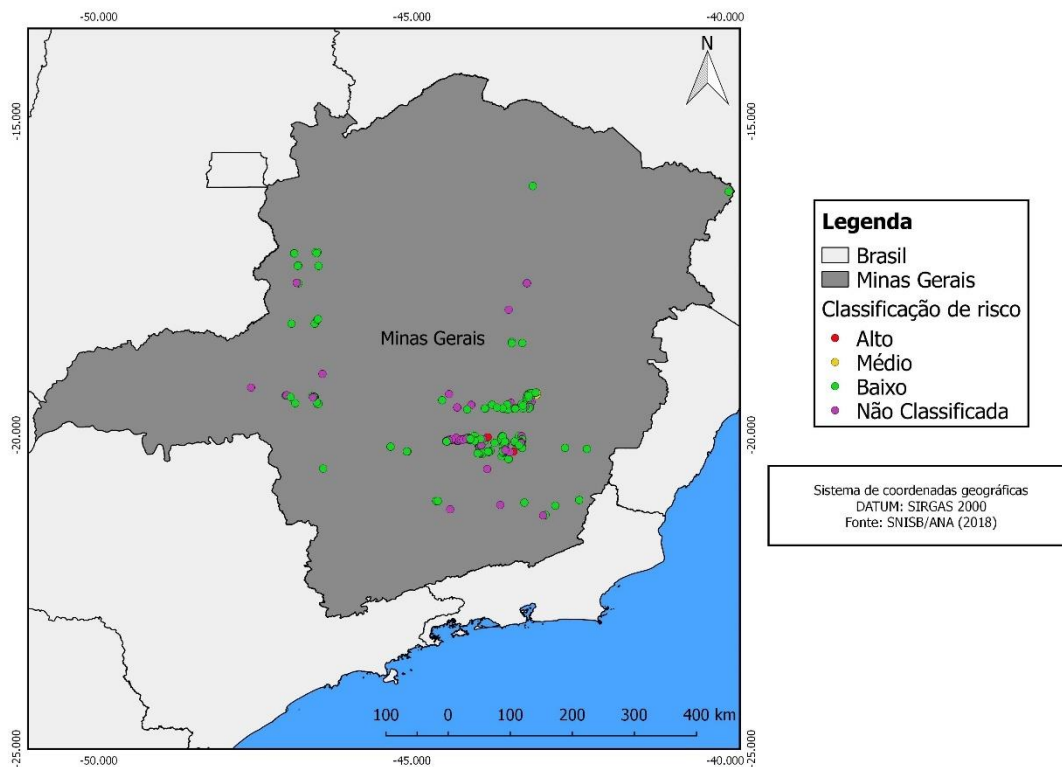 -50.000
-45.000
-40.000
N
-15.000
-15.000
Minas Gerais
-20.000
-20.000
100 0 100 200 300 400 km
-25.000
-25.000
-50.000
-45.000
-40.000
Legenda
Brasil
Minas Gerais
Classificação de risco
Alto
Médio
Baixo
Não Classificada
Sistema de coordenadas geográficas
DATUM: SIRGAS 2000
Fonte: SNISB/ANA (2018)